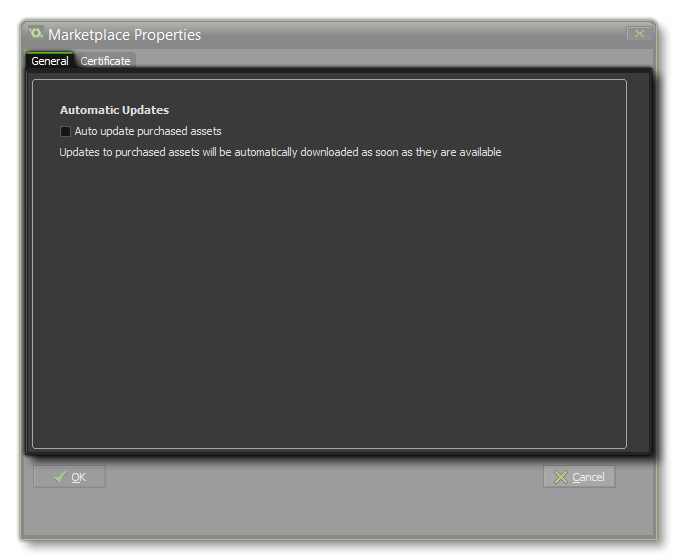 Marketplace Properties
General Certificate
Automatic Updates
Auto update purchased assets
Updates to purchased assets will be automatically downloaded as soon as they are available
OK Cancel